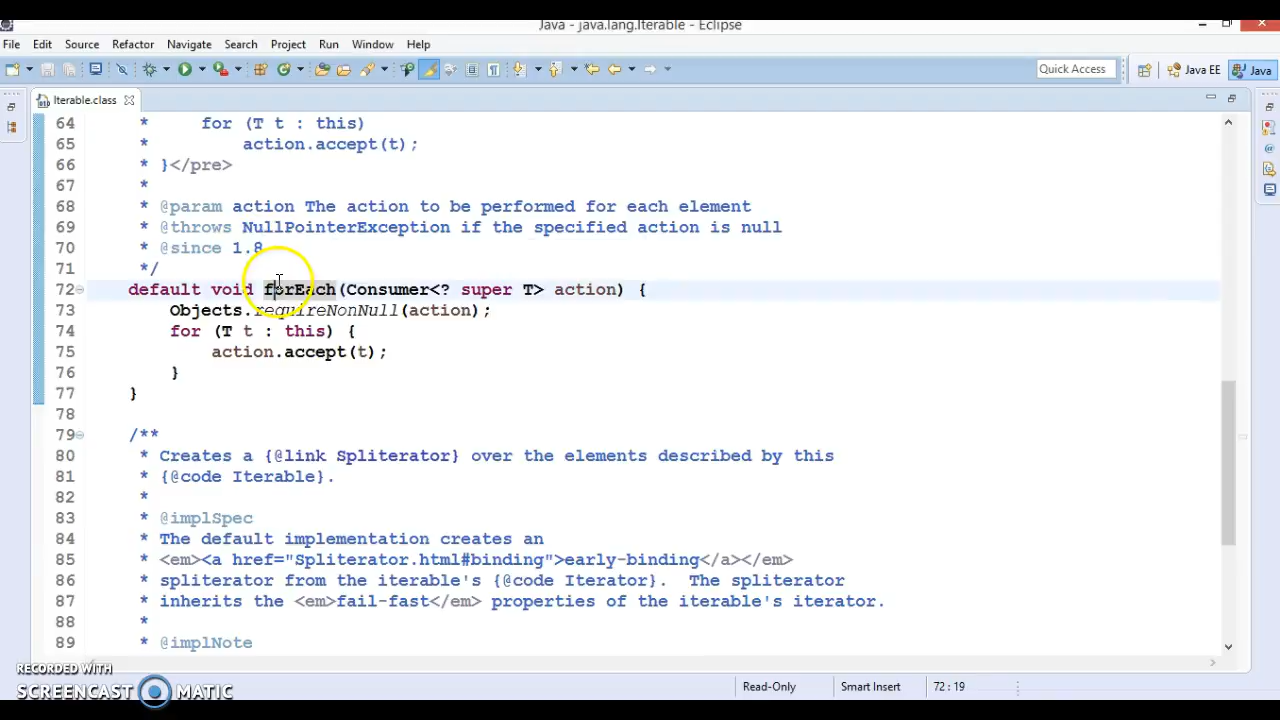 Java - java.lang.Iterable - Eclipse
File Edit Source Refactor Navigate Search Project Run Window Help
Quick Access Java EE Java
Iterable.class
64 * for (T t : this)
65 * action.accept(t);
66 * }</pre>
67 *
68 * @param action The action to be performed for each element
69 * @throws NullPointerException if the specified action is null
70 * @since 1.8
71 */
72 default void forEach(Consumer<? super T> action) {
73 Objects.requireNonNull(action);
74 for (T t : this) {
75 action.accept(t);
76 }
77 }
78
79 /**
80 * Creates a {@link Spliterator} over the elements described by this
81 * {@code Iterable}.
82 *
83 * @implSpec
84 * The default implementation creates an
85 * <em><a href="Spliterator.html#binding">early-binding</a></em>
86 * spliterator from the iterable's {@code Iterator}. The spliterator
87 * inherits the <em>fail-fast</em> properties of the iterable's iterator.
88 *
89 * @implNote
RECORDED WITH
SCREENCAST MATIC
Read-Only Smart Insert 72 : 19